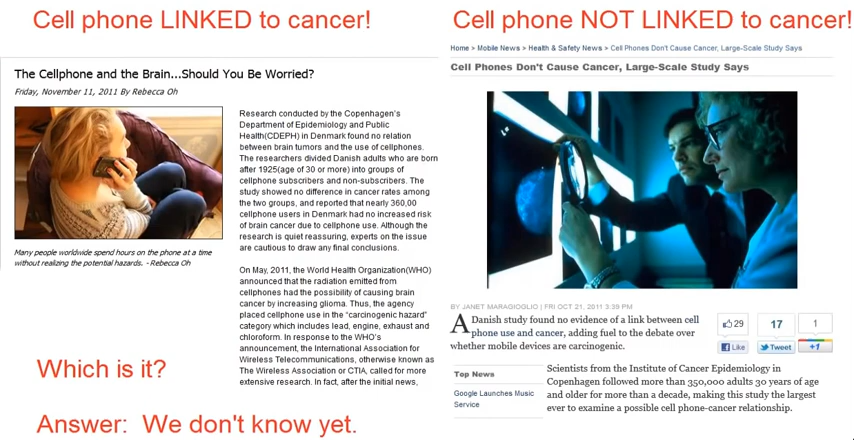 Cell phone LINKED to cancer!
The Cellphone and the Brain...Should You Be Worried?
Friday, November 11, 2011 By Rebecca Oh
Research conducted by the Copenhagen's
Department of Epidemiology and Public
Health(CDEPH) in Denmark found no relation
between brain tumors and the use of cellphones.
The researchers divided Danish adults who are born
after 1925(age of 30 or more) into groups of
cellphone subscribers and non-subscribers. The
study showed no difference in cancer rates among
the two groups, and reported that nearly 360,00
cellphone users in Denmark had no increased risk
of brain cancer due to cellphone use. Although the
research is quiet reassuring, experts on the issue
are cautious to draw any final conclusions.
Many people worldwide spend hours on the phone at a time
without realizing the potential hazards. - Rebecca Oh
On May, 2011, the World Health Organization(WHO)
announced that the radiation emitted from
cellphones had the possibility of causing brain
cancer by increasing glioma. Thus, the agency
placed cellphone use in the "carcinogenic hazard"
category which includes lead, engine, exhaust and
chloroform. In response to the WHO's
announcement, the International Association for
Wireless Telecommunications, otherwise known as
The Wireless Association or CTIA, called for more
extensive research. In fact, after the initial news,
Which is it?
Answer: We don't know yet.
Cell phone NOT LINKED to cancer!
Home > Mobile News > Health & Safety News > Cell Phones Don't Cause Cancer, Large-Scale Study Says
Cell Phones Don't Cause Cancer, Large-Scale Study Says
BY JANET MARAGIOGLIO | FRI OCT 21, 2011 3:39 PM
A Danish study found no evidence of a link between cell
phone use and cancer, adding fuel to the debate over
whether mobile devices are carcinogenic.
29
Like
17
Tweet
1
+1
Top News
Google Launches Music
Service
Scientists from the Institute of Cancer Epidemiology in
Copenhagen followed more than 350,000 adults 30 years of age
and older for more than a decade, making this study the largest
ever to examine a possible cell phone-cancer relationship.